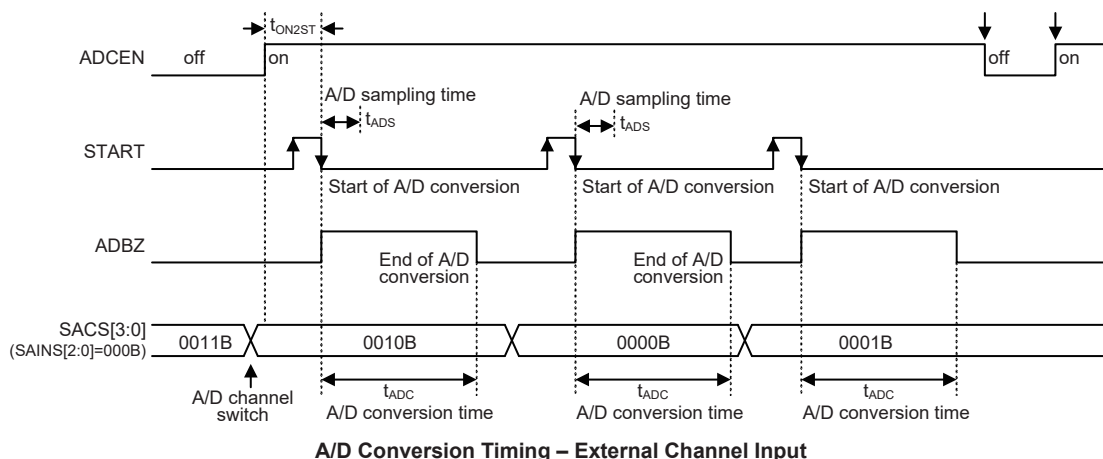 tON2ST
ADCEN
off
on
off
on
A/D sampling time
tADS
A/D sampling time
tADS
START
Start of A/D conversion
Start of A/D conversion
Start of A/D conversion
ADBZ
End of A/D
conversion
End of A/D
conversion
SACS[3:0]
(SAINS[2:0]=000B)
0011B
0010B
0000B
0001B
A/D channel
switch
tADC
A/D conversion time
tADC
A/D conversion time
tADC
A/D conversion time
A/D Conversion Timing – External Channel Input